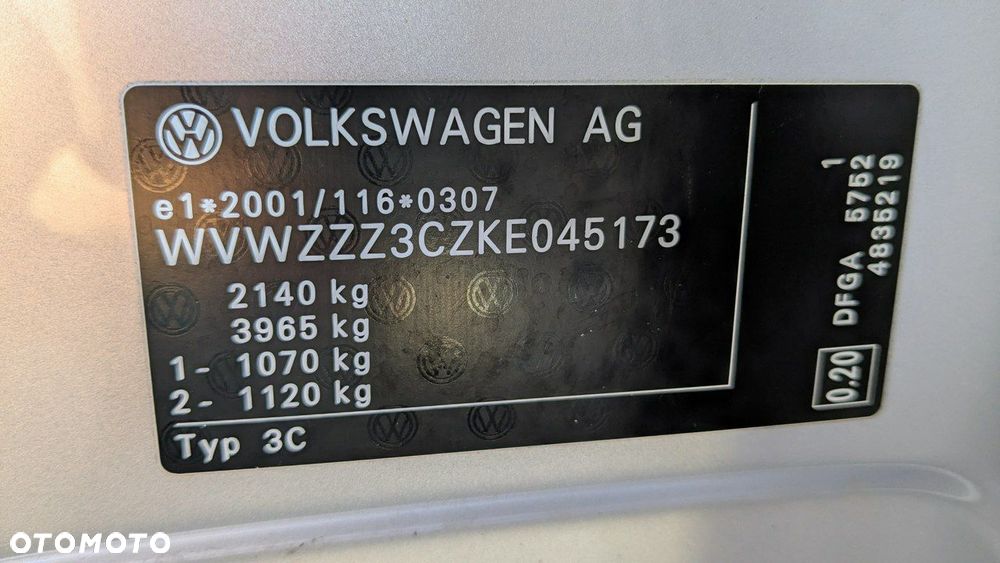 VOLKSWAGEN AG
e1*2001/116*0307
WVWZZZ3CZKE045173
2140 kg
3965 kg
1- 1070 kg
2- 1120 kg
Typ 3C
1
DFGA 5752
4835219
0.20
OTOMOTO